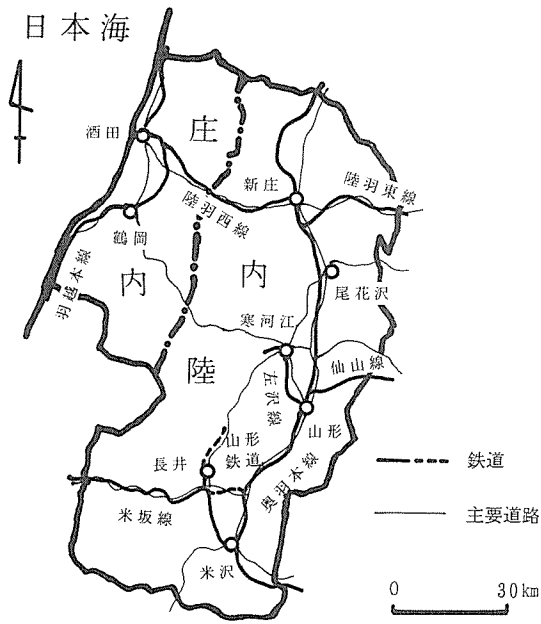 日本海
酒田
庄
新庄
陸羽東線
陸羽西線
鶴岡
内
内
尾花沢
羽越本線
寒河江
陸
左沢線
仙山線
山形
山形
鉄道
長井
奥羽本線
鉄道
米坂線
主要道路
米沢
0 30km